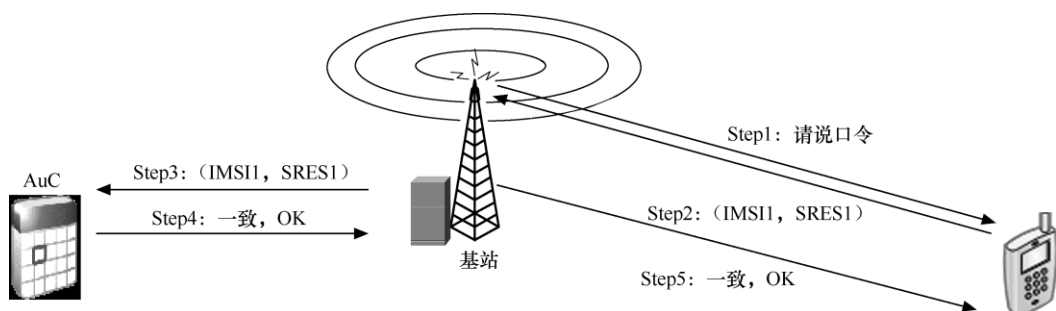 Step1：请说口令
Step3：（IMSI1，SRES1）
AuC
Step4：一致，OK
Step2：（IMSI1，SRES1）
基站
Step5：一致，OK